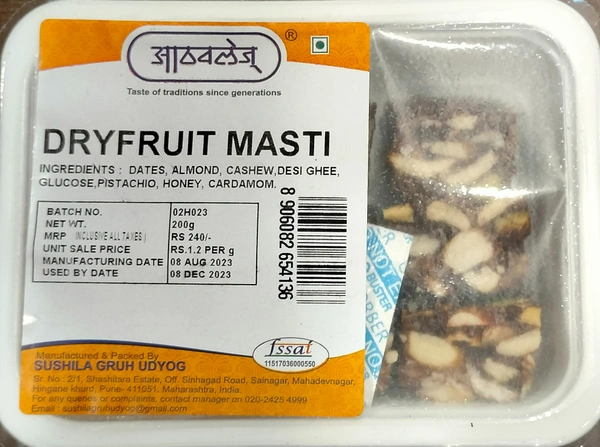 आठवलेज्
®
Taste of traditions since generations
DRYFRUIT MASTI
INGREDIENTS : DATES, ALMOND, CASHEW,DESI GHEE,
GLUCOSE,PISTACHIO, HONEY, CARDAMOM.
BATCH NO. 02H023
NET WT. 200g
MRP INCLUSIVE ALL TAXES ) RS 240/-
UNIT SALE PRICE RS.1.2 PER g
MANUFACTURING DATE 08 AUG 2023
USED BY DATE 08 DEC 2023
8 906082 654136
fssai
11517036000550
Manufactured & Packed By
SUSHILA GRUH UDYOG
Sr. No : 2/1, Shashitara Estate, Off. Sinhagad Road, Sainagar, Mahadevnagar,
Hingane khurd, Pune- 411051. Maharashtra, India.
For any queries or complaints, contact manager on 020-2425 4999
Email : sushilagruhudyog@gmail.com
BUSTER